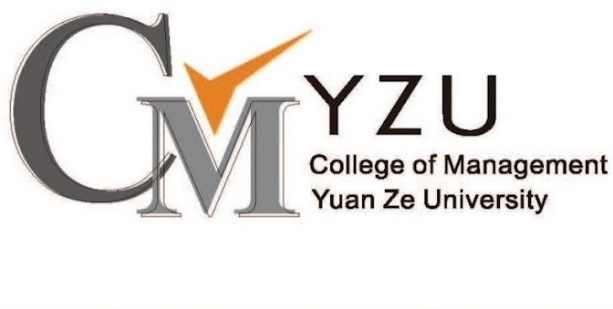 CM
YZU
College of Management
Yuan Ze University